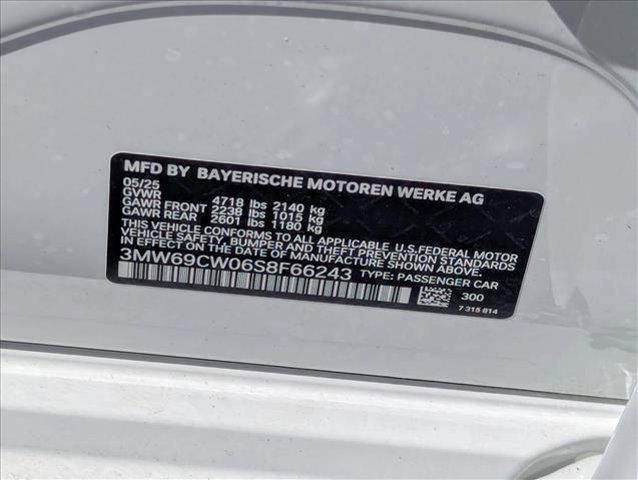 MFD BY BAYERISCHE MOTOREN WERKE AG
05/25
GVWR 4718 lbs 2140 kg
GAWR FRONT 2238 lbs 1015 kg
GAWR REAR 2601 lbs 1180 kg
THIS VEHICLE CONFORMS TO ALL APPLICABLE U.S.FEDERAL MOTOR
VEHICLE SAFETY, BUMPER, AND THEFT PREVENTION STANDARDS
IN EFFECT ON THE DATE OF MANUFACTURE SHOWN ABOVE.
3MW69CW06S8F66243 TYPE: PASSENGER CAR
300
7 315 814